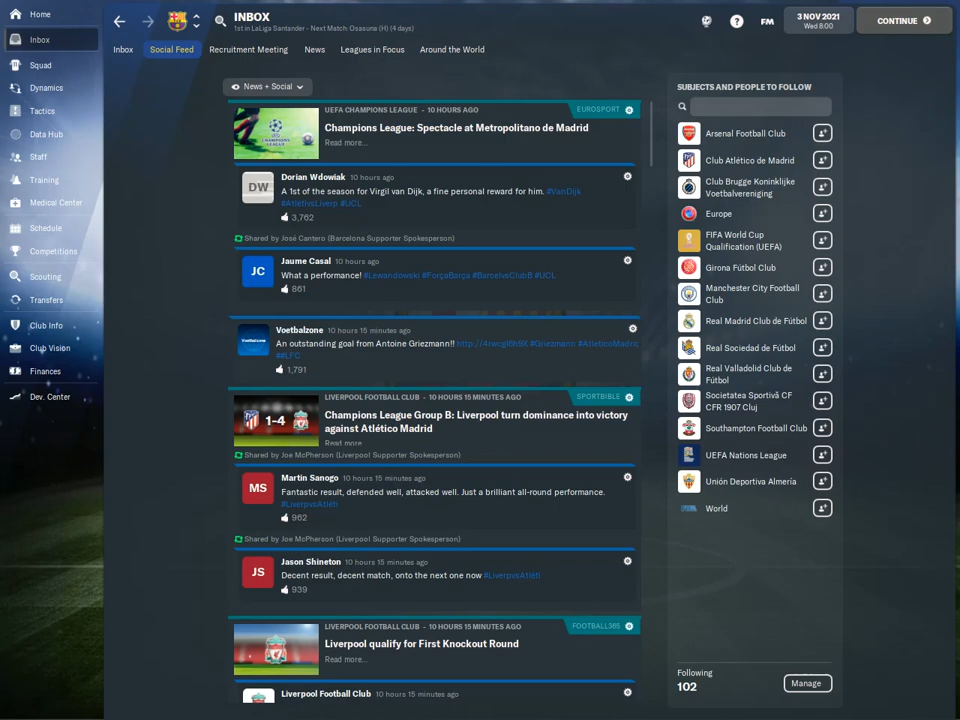 Home
Inbox
Squad
Dynamics
Tactics
Data Hub
Staff
Training
Medical Center
Schedule
Competitions
Scouting
Transfers
Club Info
Club Vision
Finances
Dev. Center
INBOX
1st in LaLiga Santander - Next Match: Osasuna (H) (4 days)
?
FM
3 NOV 2021
Wed 8:00
CONTINUE
Inbox
Social Feed
Recruitment Meeting
News
Leagues in Focus
Around the World
News + Social
UEFA CHAMPIONS LEAGUE - 10 HOURS AGO
EUROSPORT
Champions League: Spectacle at Metropolitano de Madrid
Read more...
DW
Dorian Wdowiak 10 hours ago
A 1st of the season for Virgil van Dijk, a fine personal reward for him. #VanDijk
#AtlétivsLiverp #UCL
3,762
Shared by José Cantero (Barcelona Supporter Spokesperson)
JC
Jaume Casal 10 hours ago
What a performance! #Lewandowski #ForçaBarça #BarcelvsClubB #UCL
861
Voetbalzone 10 hours 15 minutes ago
An outstanding goal from Antoine Griezmann!! #Griezmann #AtleticoMadrid
##LFC
1,791
LIVERPOOL FOOTBALL CLUB - 10 HOURS 15 MINUTES AGO
SPORTBIBLE
1-4
Champions League Group B: Liverpool turn dominance into victory
against Atlético Madrid
Read more
Shared by Joe McPherson (Liverpool Supporter Spokesperson)
MS
Martin Sanogo 10 hours 15 minutes ago
Fantastic result, defended well, attacked well. Just a brilliant all-round performance.
#LiverpvsAtléti
962
Shared by Joe McPherson (Liverpool Supporter Spokesperson)
JS
Jason Shineton 10 hours 15 minutes ago
Decent result, decent match, onto the next one now #LiverpvsAtléti
939
LIVERPOOL FOOTBALL CLUB - 10 HOURS 15 MINUTES AGO
FOOTBALL365
Liverpool qualify for First Knockout Round
Read more...
Liverpool Football Club 10 hours 15 minutes ago
SUBJECTS AND PEOPLE TO FOLLOW
Arsenal Football Club
Club Atlético de Madrid
Club Brugge Koninklijke
Voetbalvereniging
Europe
FIFA World Cup
Qualification (UEFA)
Girona Fútbol Club
Manchester City Football
Club
Real Madrid Club de Fútbol
Real Sociedad de Fútbol
Real Valladolid Club de
Fútbol
Societatea Sportivă CF
CFR 1907 Cluj
Southampton Football Club
UEFA Nations League
Unión Deportiva Almería
FIFA
World
Following
102
Manage